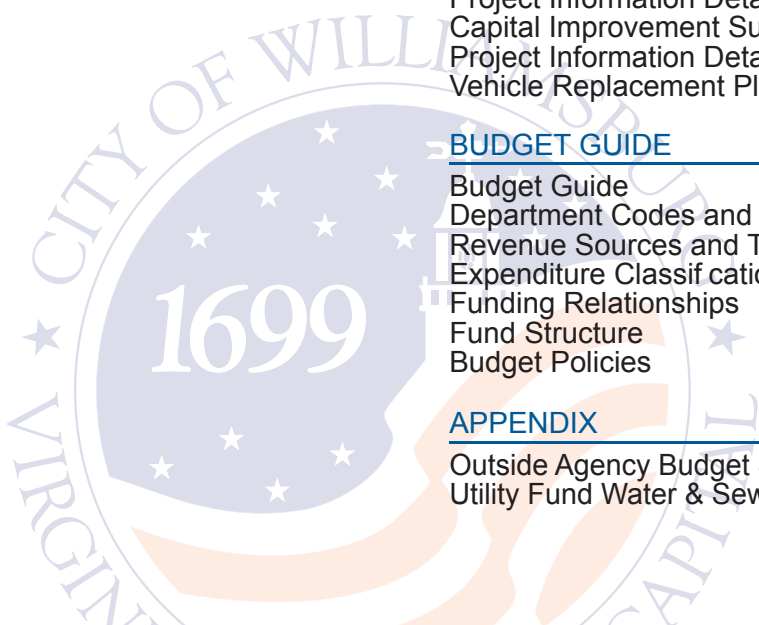 Project Information Deta
Capital Improvement Su
Project Information Deta
Vehicle Replacement Pl
BUDGET GUIDE
Budget Guide
Department Codes and
Revenue Sources and T
Expenditure Classif catio
Funding Relationships
Fund Structure
Budget Policies
APPENDIX
Outside Agency Budget
Utility Fund Water & Sew
CITY OF WILLIAMSBURG
1699
VIRGIN
CAPITAL